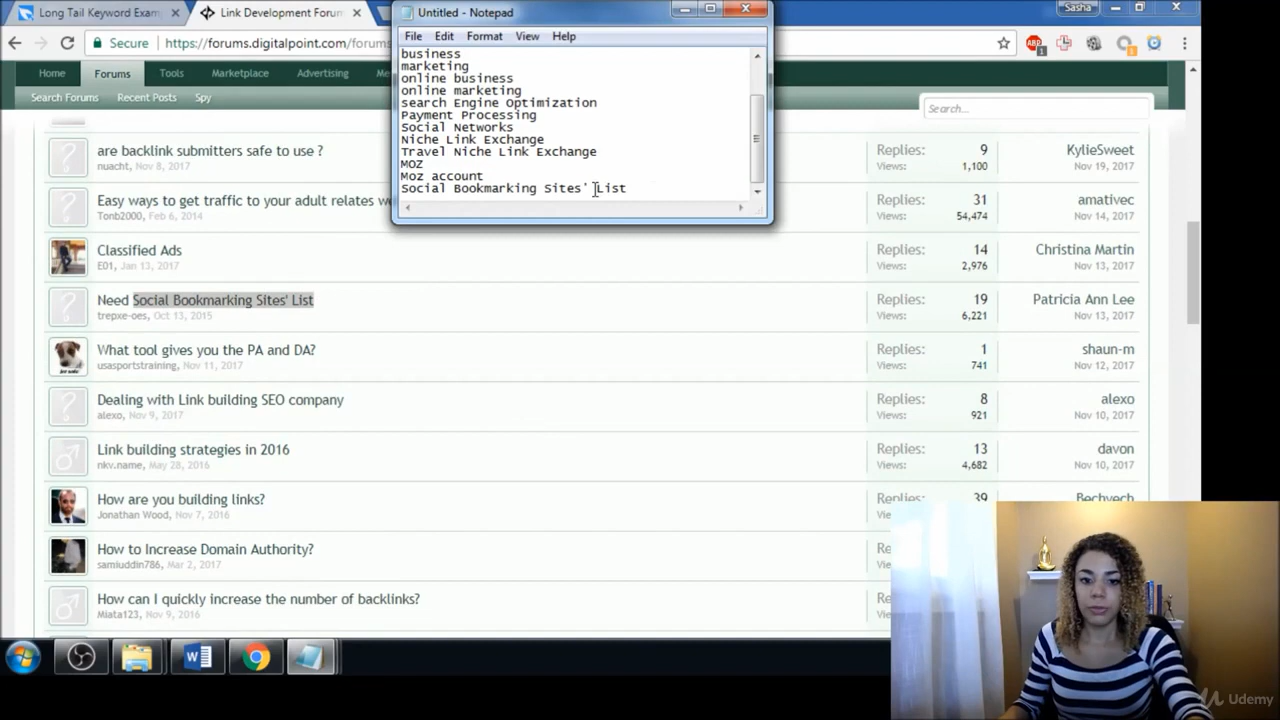 Long Tail Keyword Exam
Link Development Forum
Untitled - Notepad
Sasha
Secure
https://forums.digitalpoint.com/forums
File Edit Format View Help
Home Forums Tools Marketplace Advertising Me
Search Forums Recent Posts Spy
Search...
business
marketing
online business
online marketing
search Engine Optimization
Payment Processing
Social Networks
Niche Link Exchange
Travel Niche Link Exchange
MOZ
Moz account
Social Bookmarking Sites' List
are backlink submitters safe to use ?
nuacht, Nov 8, 2017
Replies: 9
Views: 1,100
KylieSweet
Nov 19, 2017
Easy ways to get traffic to your adult relates we
Tonb2000, Feb 6, 2014
Replies: 31
Views: 54,474
amativec
Nov 14, 2017
Classified Ads
E01, Jan 13, 2017
Replies: 14
Views: 2,976
Christina Martin
Nov 13, 2017
Need Social Bookmarking Sites' List
trepxe-oes, Oct 13, 2015
Replies: 19
Views: 6,221
Patricia Ann Lee
Nov 13, 2017
What tool gives you the PA and DA?
usasportstraining, Nov 11, 2017
Replies: 1
Views: 741
shaun-m
Nov 12, 2017
Dealing with Link building SEO company
alexo, Nov 9, 2017
Replies: 8
Views: 921
alexo
Nov 10, 2017
Link building strategies in 2016
nkv.name, May 28, 2016
Replies: 13
Views: 4,682
davon
Nov 10, 2017
How are you building links?
Jonathan Wood, Nov 7, 2016
Replies: 39
Vie
Bechvech
How to Increase Domain Authority?
samiuddin786, Mar 2, 2017
Re
Vie
How can I quickly increase the number of backlinks?
Miata123, Nov 9, 2016
Re
Vie
Udemy